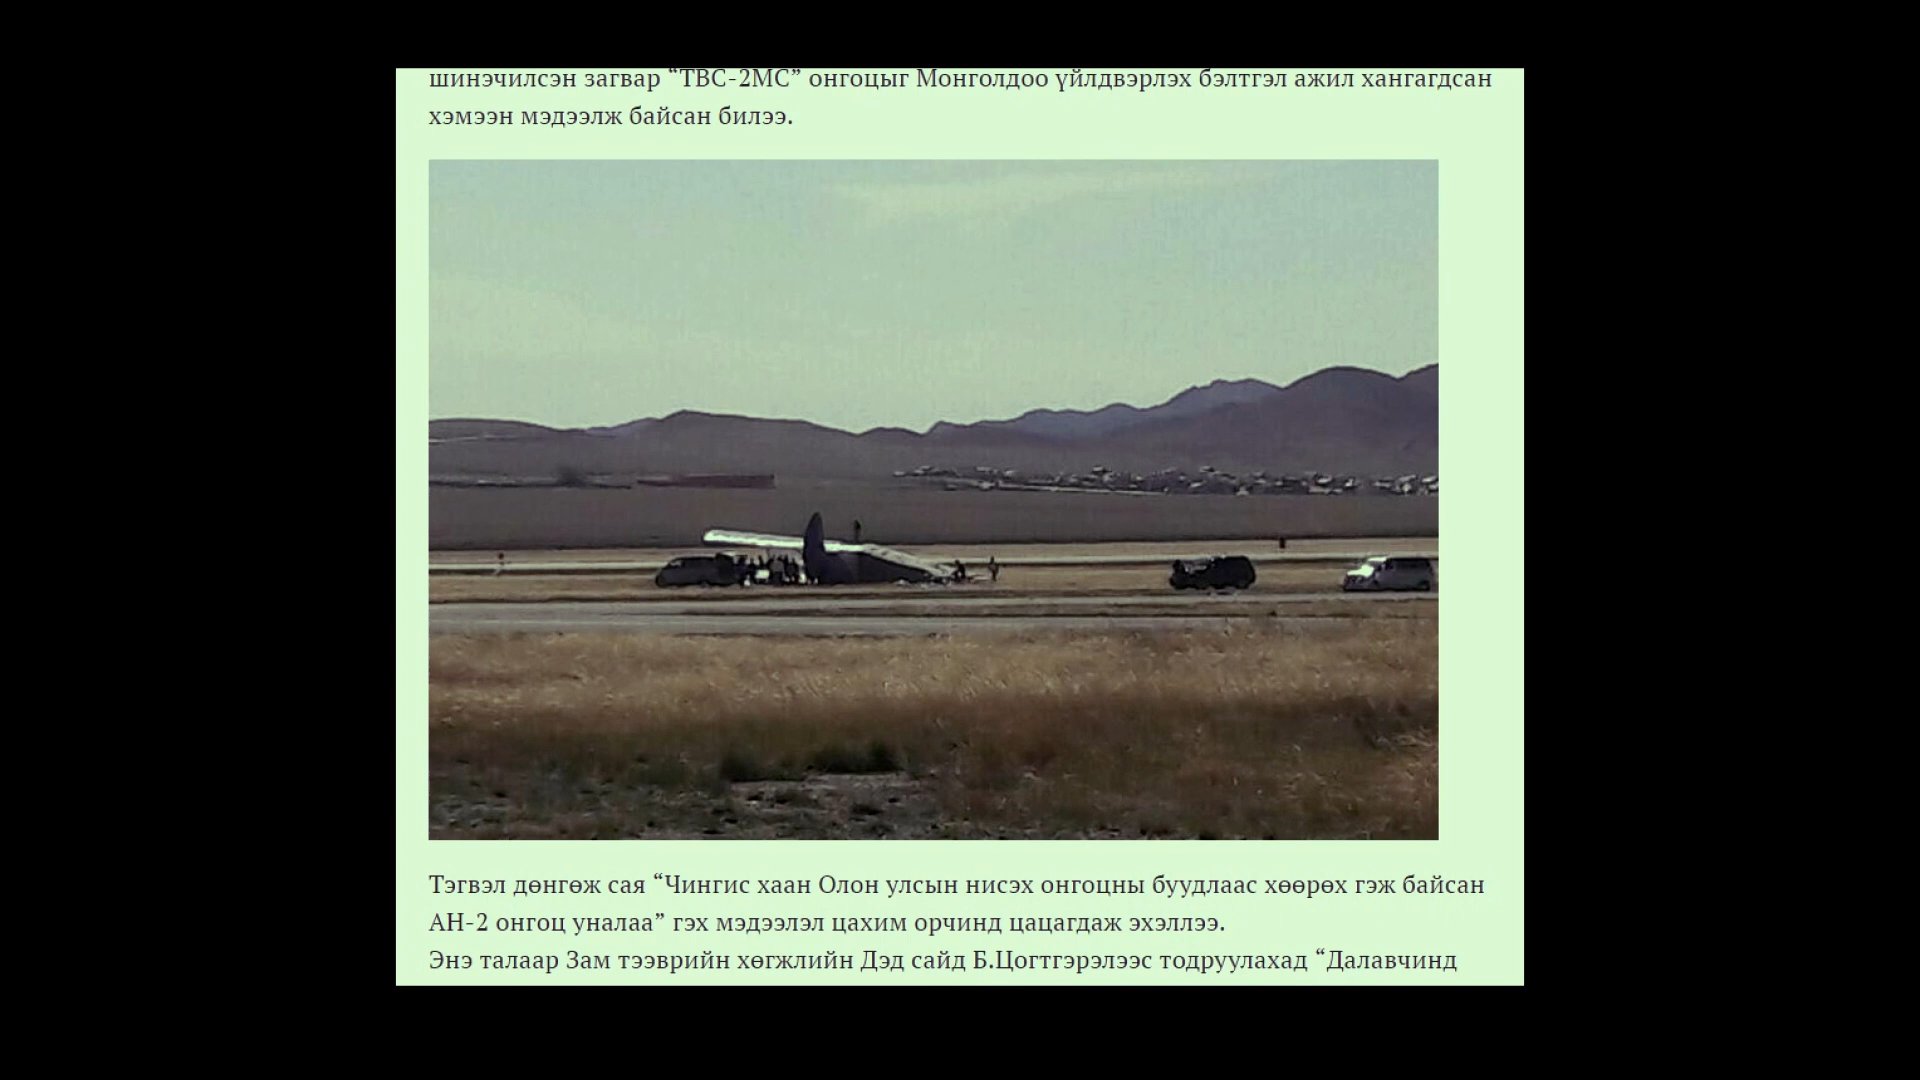 шинэчилсэн загвар “ТВС-2МС” онгоцыг Монголдоо үйлдвэрлэх бэлтгэл ажил хангагдсан
хэмээн мэдээлж байсан билээ.
Тэгвэл дөнгөж сая “Чингис хаан Олон улсын нисэх онгоцны буудлаас хөөрөх гэж байсан
АН-2 онгоц уналаа” гэх мэдээлэл цахим орчинд цацагдаж эхэллээ.
Энэ талаар Зам тээврийн хөгжлийн Дэд сайд Б.Цогтгэрэлээс тодруулахад “Далавчинд